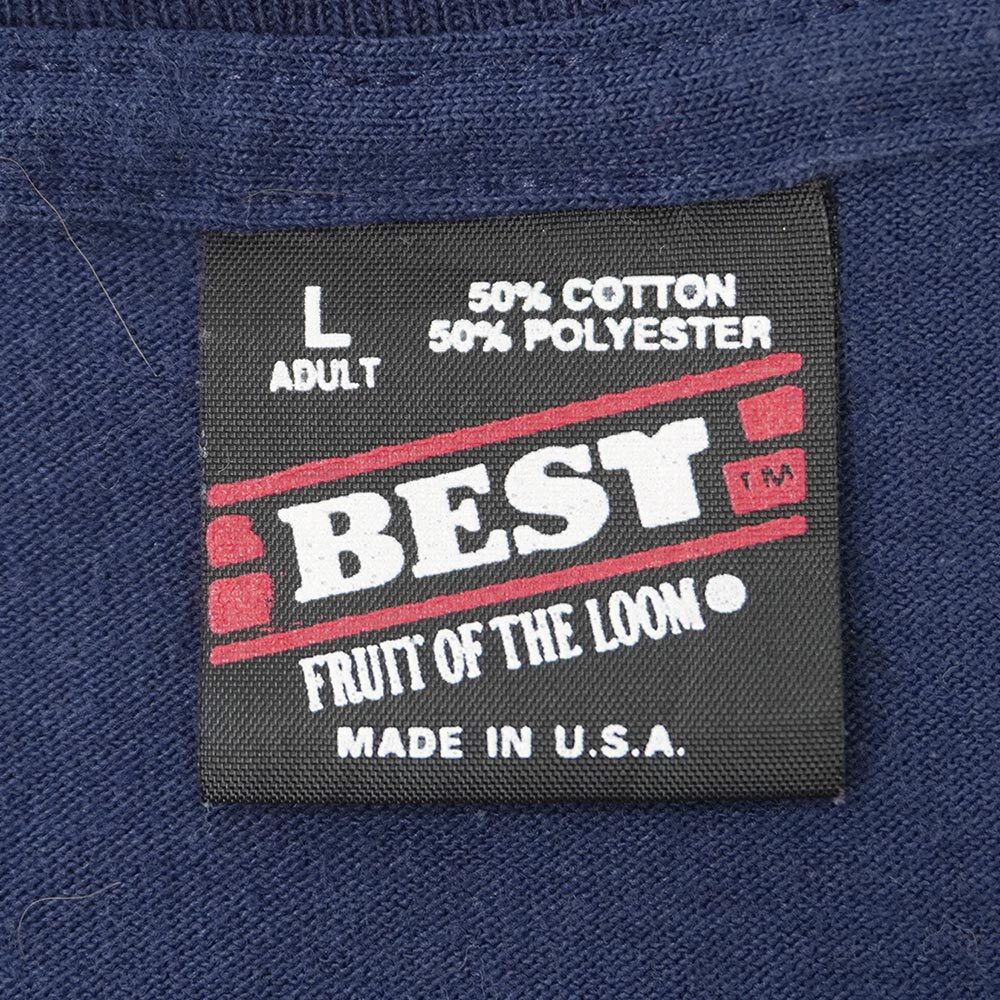 L
ADULT
50% COTTON
50% POLYESTER
BEST
TM
FRUIT OF THE LOOM
MADE IN U.S.A.